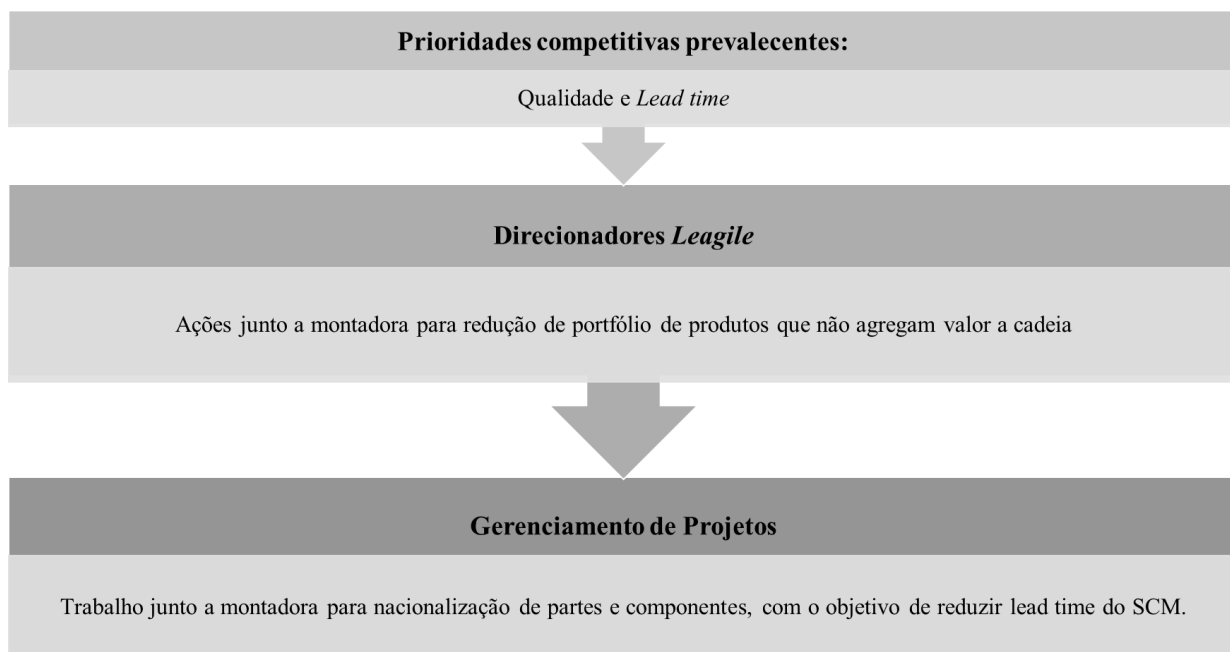 Prioridades competitivas prevalecentes:
Qualidade e Lead time
Direcionadores Leagile
Ações junto a montadora para redução de portfólio de produtos que não agregam valor a cadeia
Gerenciamento de Projetos
Trabalho junto a montadora para nacionalização de partes e componentes, com o objetivo de reduzir lead time do SCM.